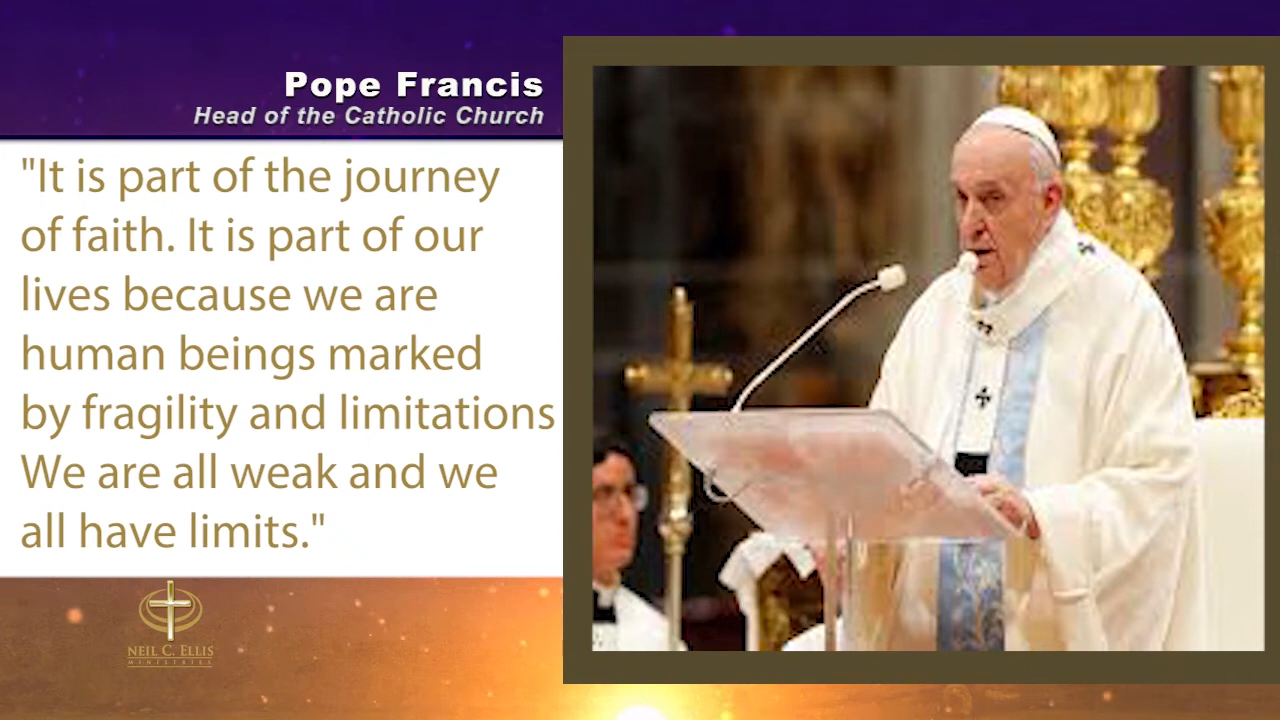 Pope Francis
Head of the Catholic Church
"It is part of the journey
of faith. It is part of our
lives because we are
human beings marked
by fragility and limitations
We are all weak and we
all have limits."
NEIL C. ELLIS
MINISTRIES